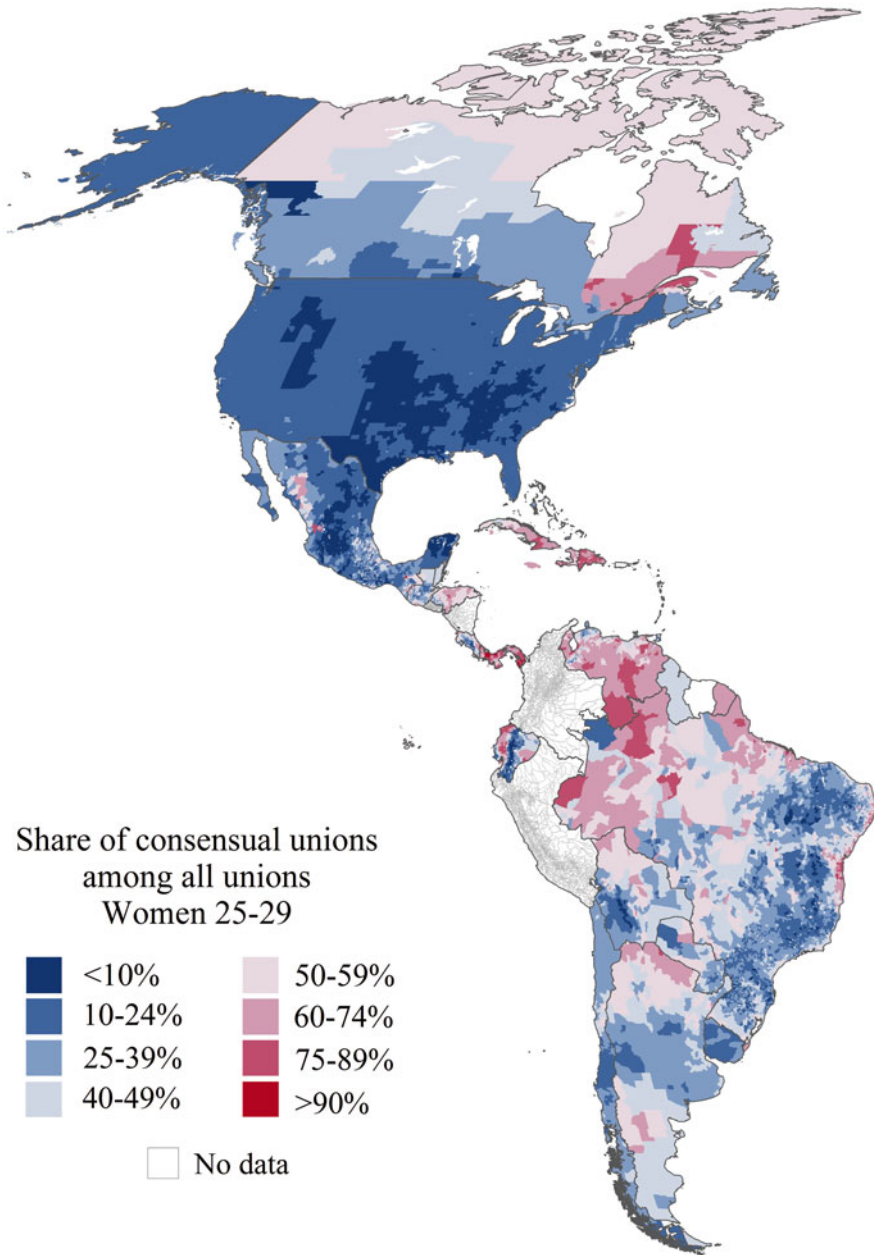 Share of consensual unions
among all unions
Women 25-29
<10%
10-24%
25-39%
40-49%
50-59%
60-74%
75-89%
>90%
No data